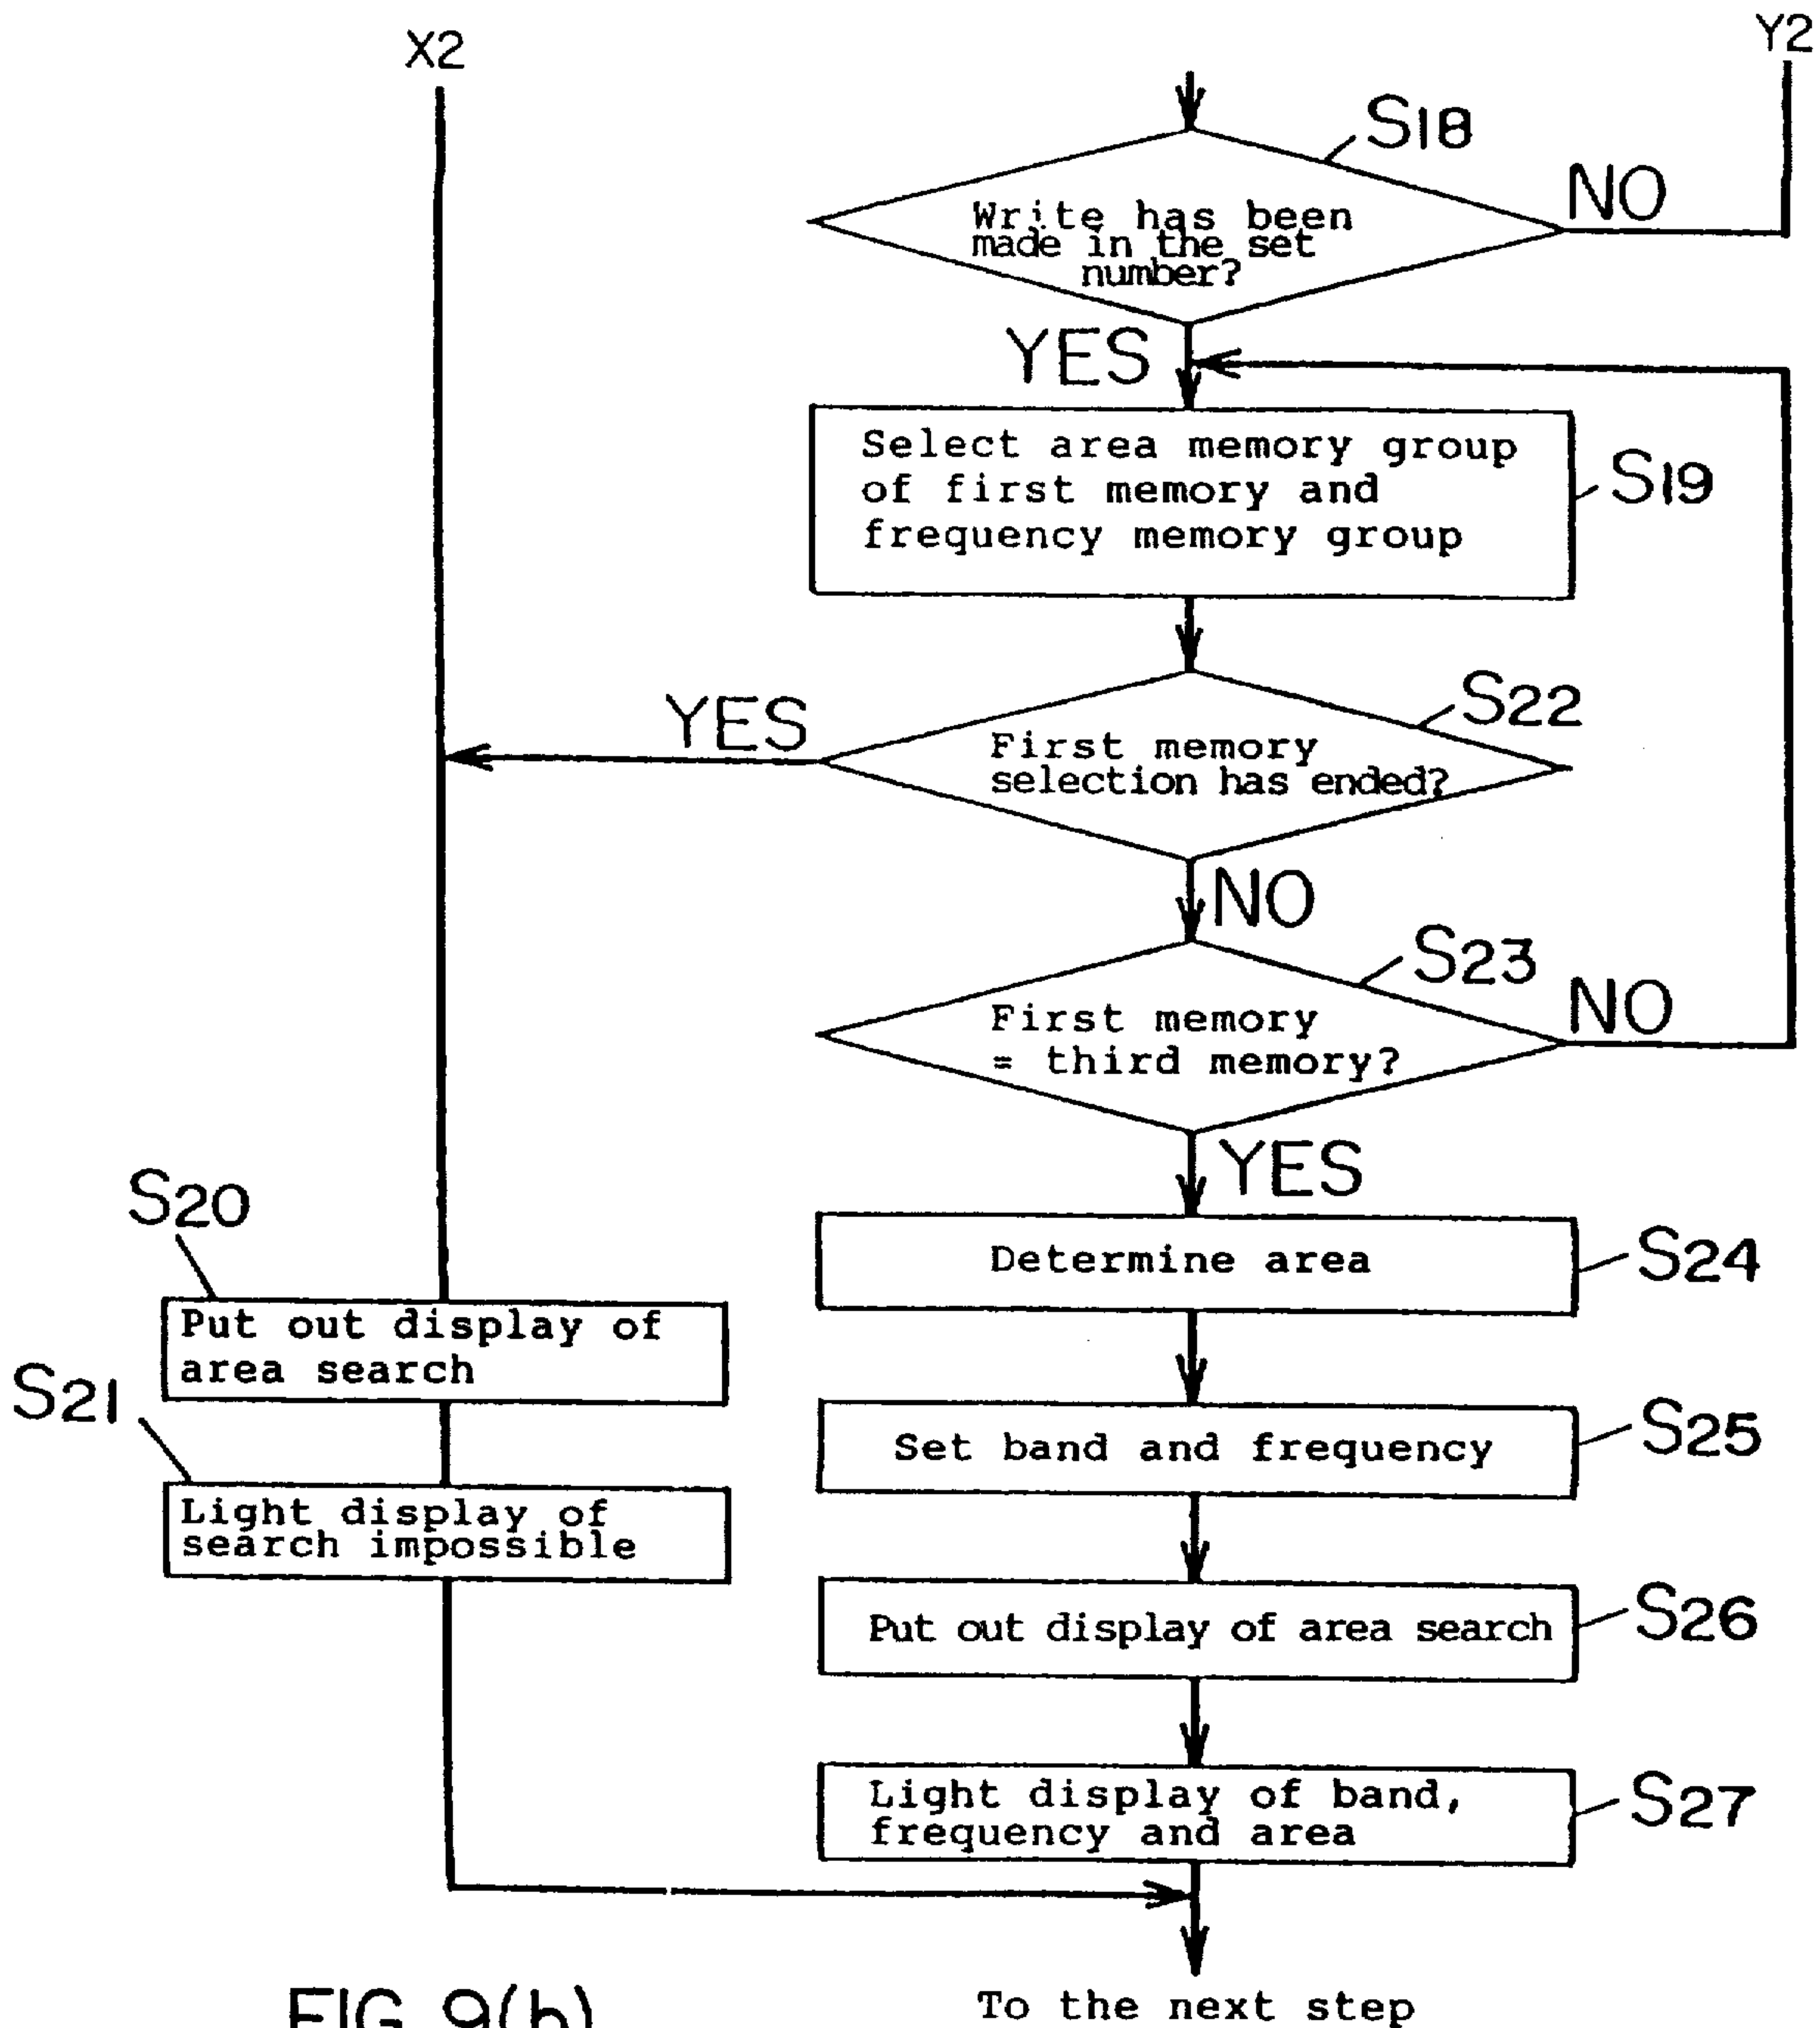 X2
Y2
S18
Write has been
made in the set
number?
NO
YES
Select area memory group
of first memory and
frequency memory group
S19
S22
YES
First memory
selection has ended?
NO
S23
First memory
= third memory?
NO
YES
S20
Determine area
S24
Put out display of
area search
S21
Set band and frequency
S25
Light display of
search impossible
Put out display of area search
S26
Light display of band,
frequency and area
S27
To the next step
FIG. 9(b)